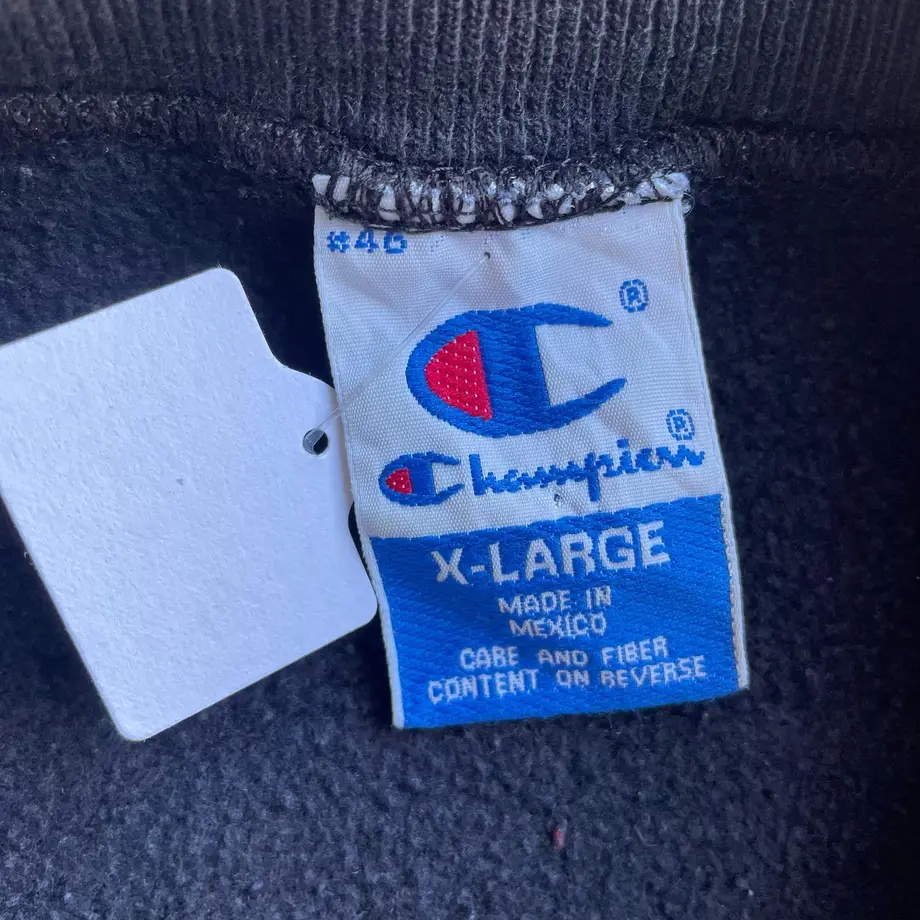 #46
®
Champion®
X-LARGE
MADE IN
MEXICO
CARE AND FIBER
CONTENT ON REVERSE